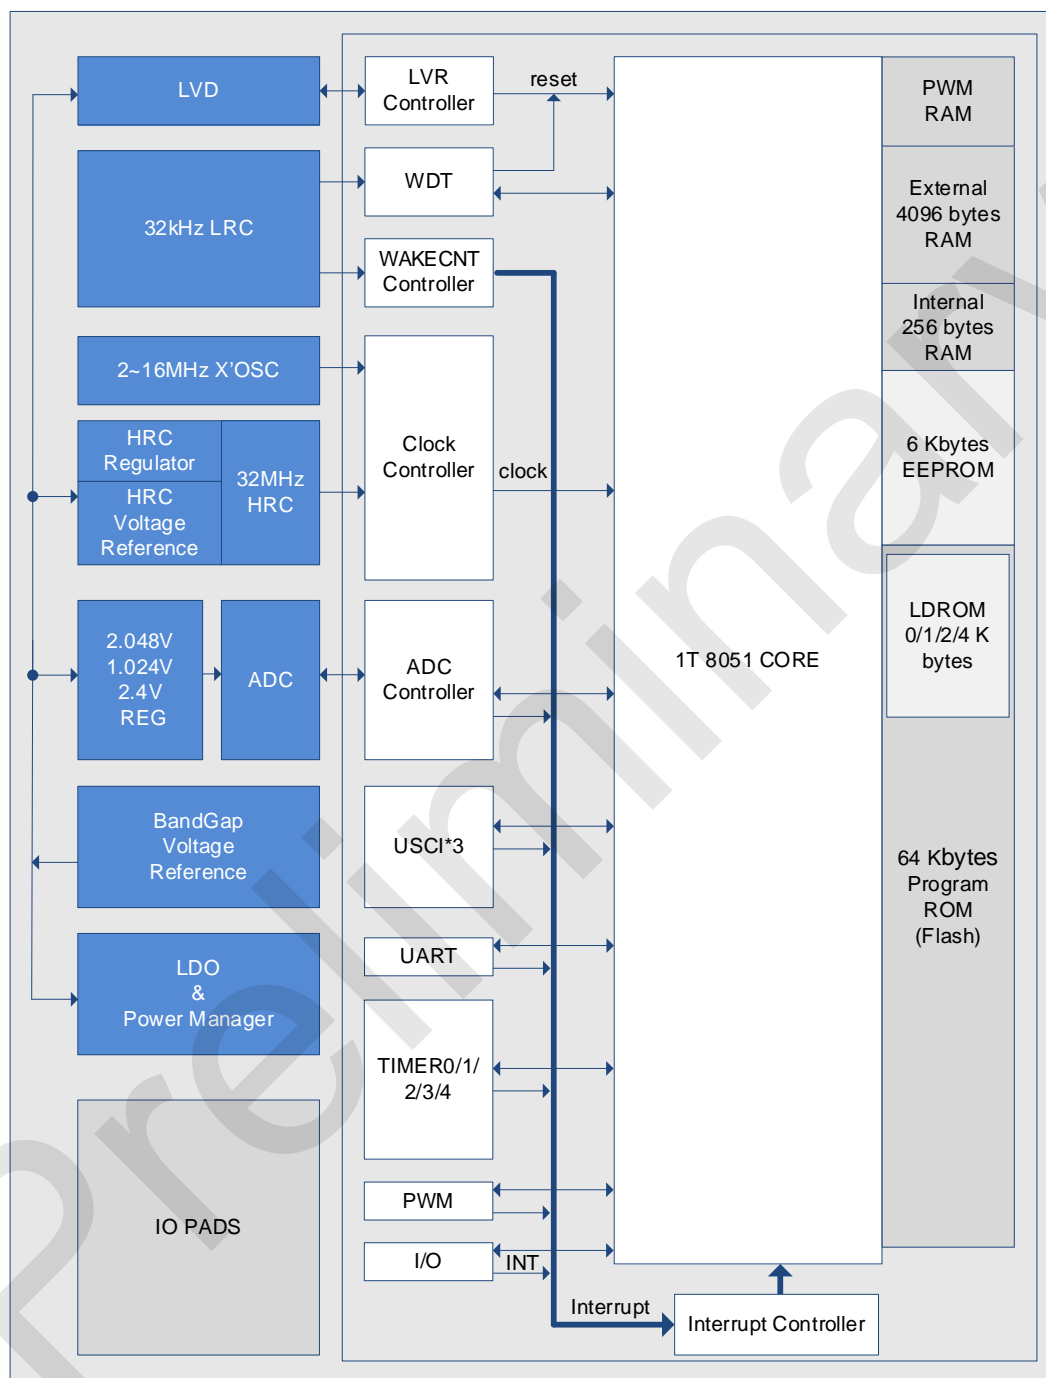 LVD
LVR
Controller
reset
32kHz LRC
WDT
WAKECNT
Controller
2~16MHz X'OSC
HRC
Regulator
HRC
Voltage
Reference
32MHz
HRC
Clock
Controller
clock
2.048V
1.024V
2.4V
REG
ADC
ADC
Controller
BandGap
Voltage
Reference
USCI*3
LDO
&
Power Manager
UART
TIMER0/1/
2/3/4
IO PADS
PWM
I/O
INT
Interrupt
Interrupt Controller
1T 8051 CORE
PWM
RAM
External
4096 bytes
RAM
Internal
256 bytes
RAM
6 Kbytes
EEPROM
LDROM
0/1/2/4 K
bytes
64 Kbytes
Program
ROM
(Flash)
Preliminary